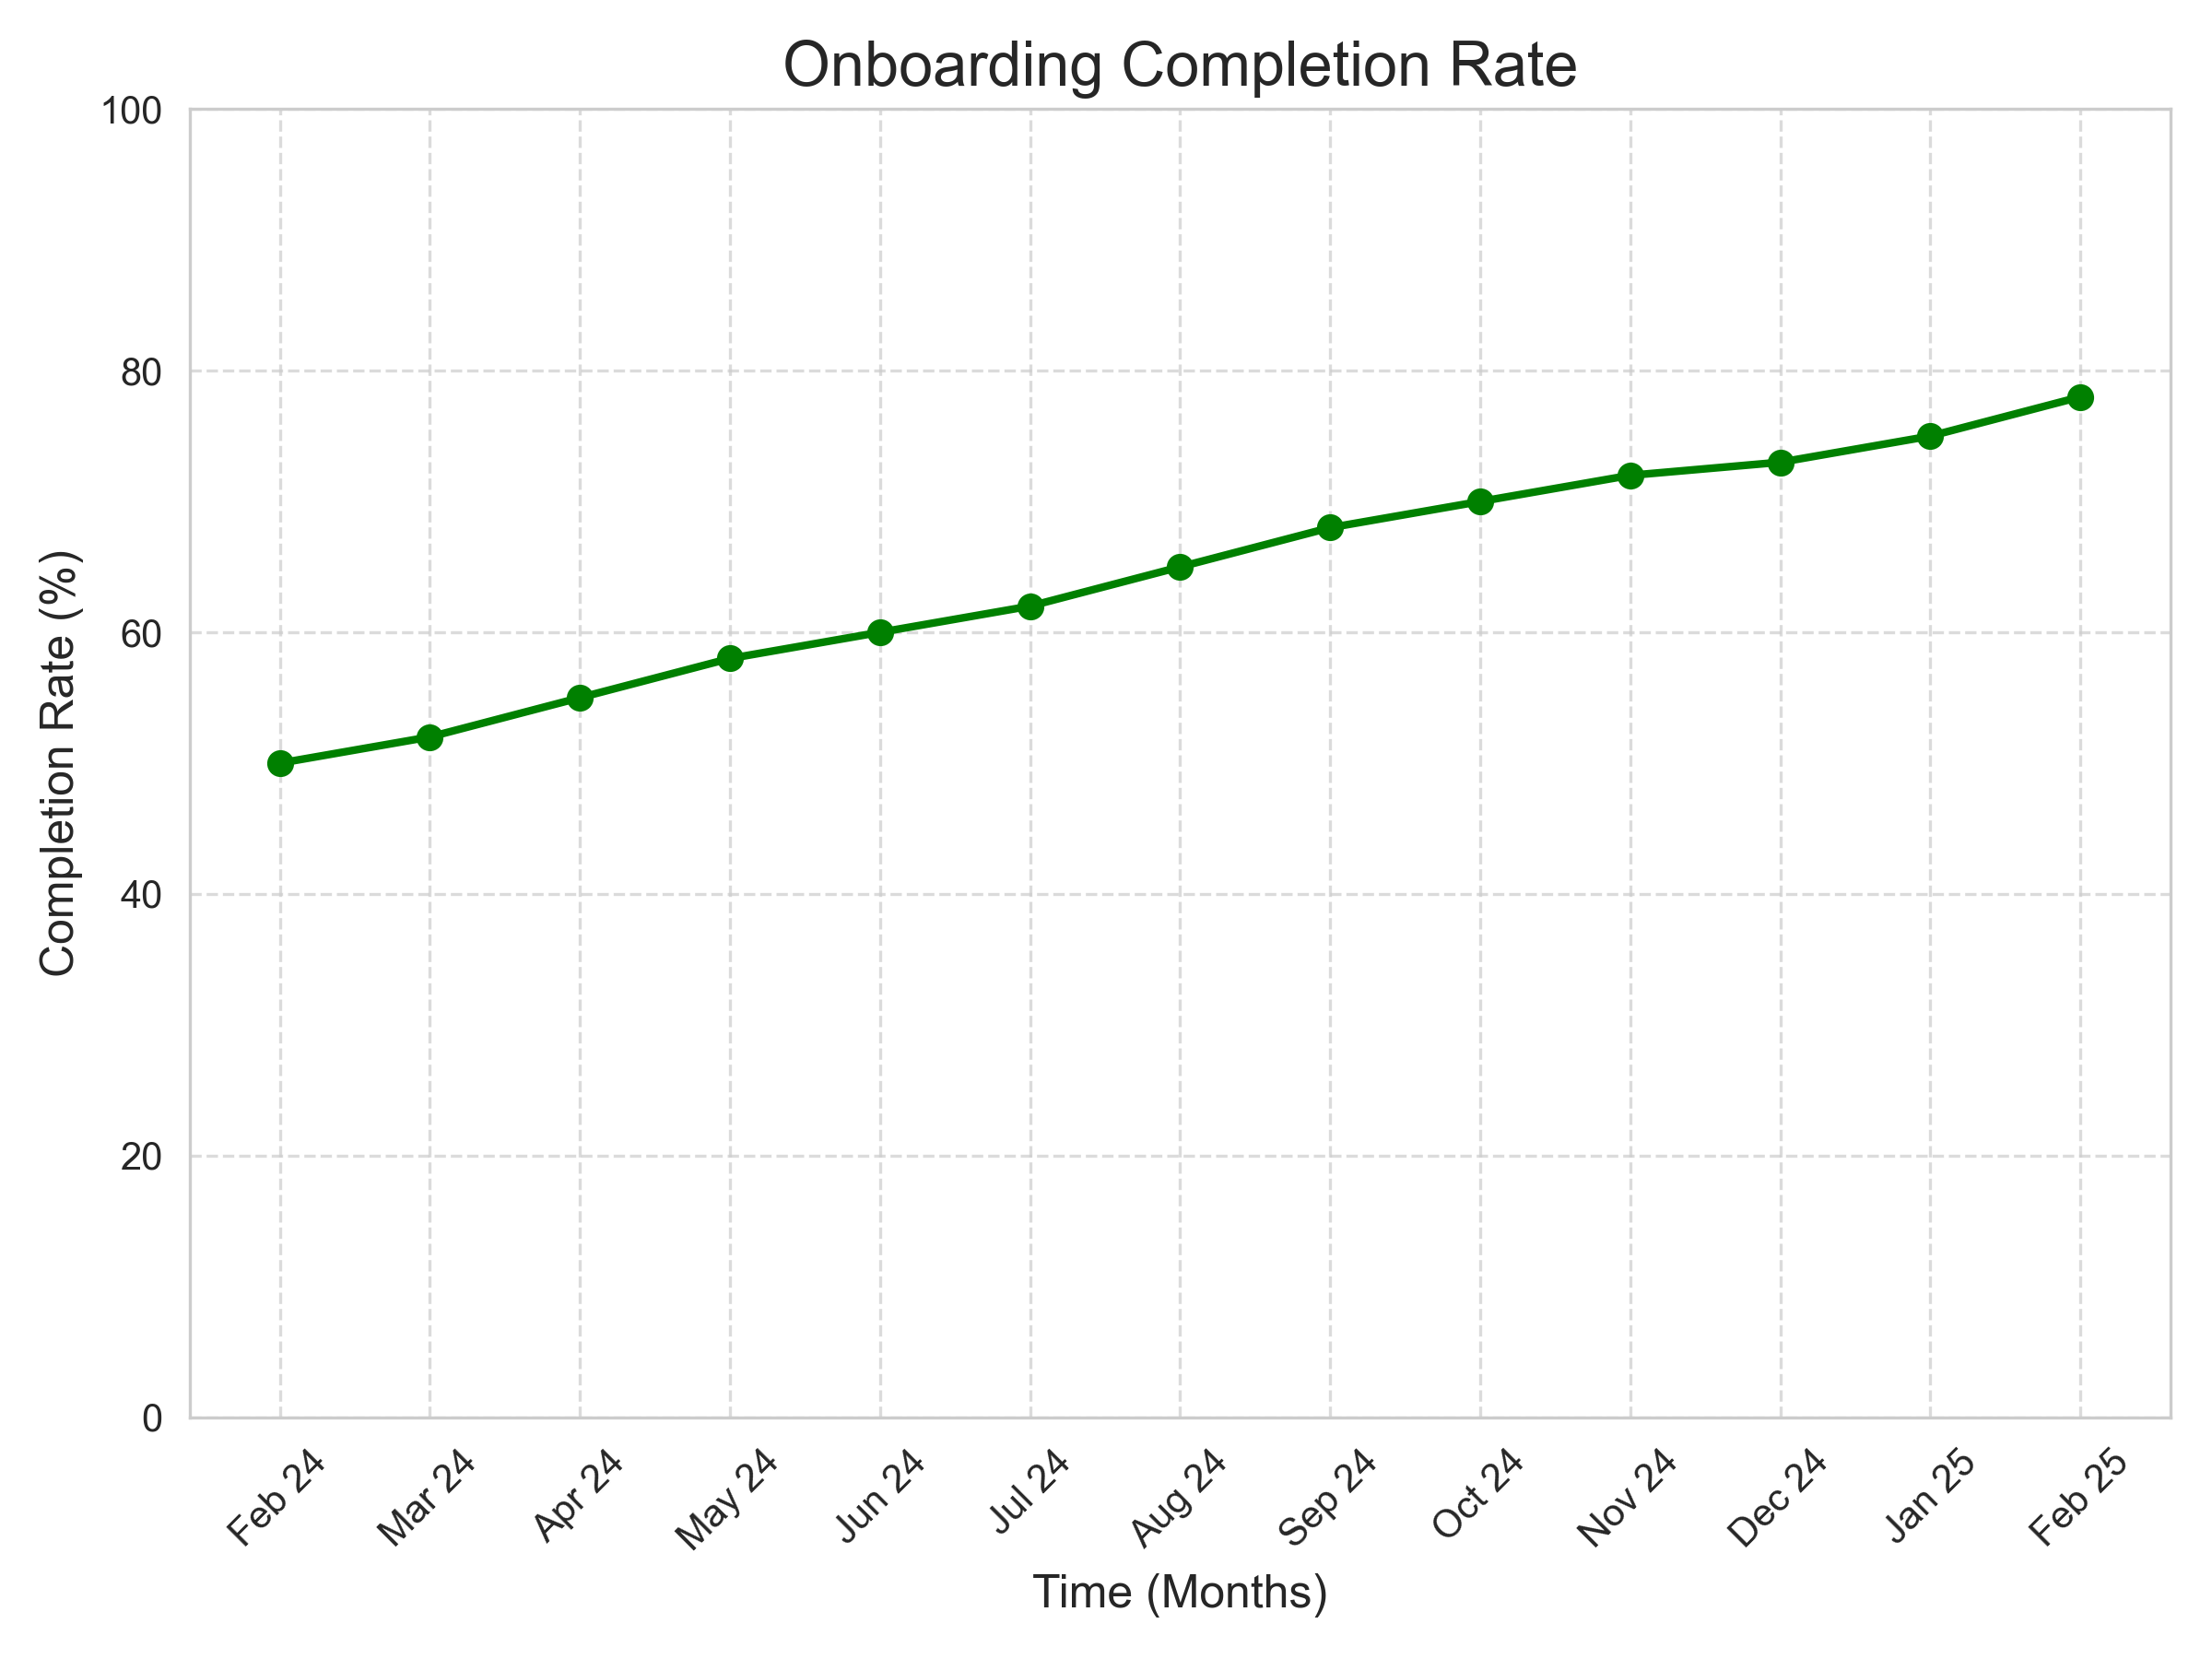 Onboarding Completion Rate
100
80
60
40
20
0
Completion Rate (%)
Feb 24
Mar 24
Apr 24
May 24
Jun 24
Jul 24
Aug 24
Sep 24
Oct 24
Nov 24
Dec 24
Jan 25
Feb 25
Time (Months)